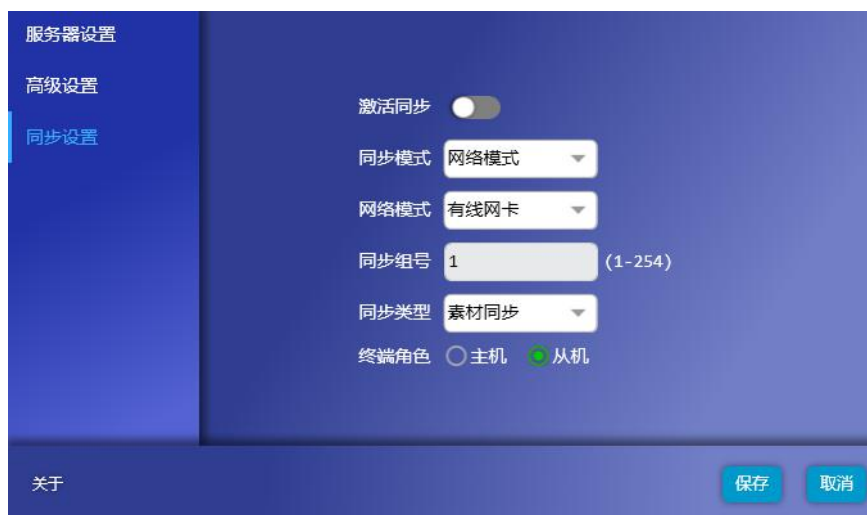 服务器设置
高级设置
同步设置
激活同步
同步模式 网络模式
网络模式 有线网卡
同步组号 1 (1-254)
同步类型 素材同步
终端角色 主机 从机
关于 保存 取消